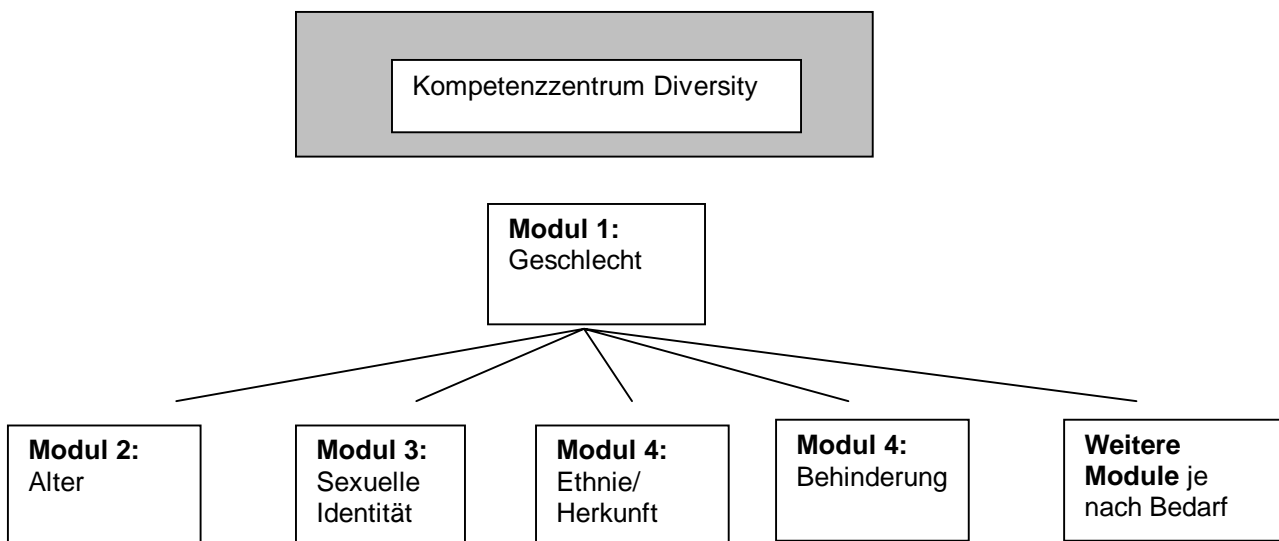 Kompetenzzentrum Diversity
Modul 1:
Geschlecht
Modul 2:
Alter
Modul 3:
Sexuelle
Identität
Modul 4:
Ethnie/
Herkunft
Modul 4:
Behinderung
Weitere
Module je
nach Bedarf